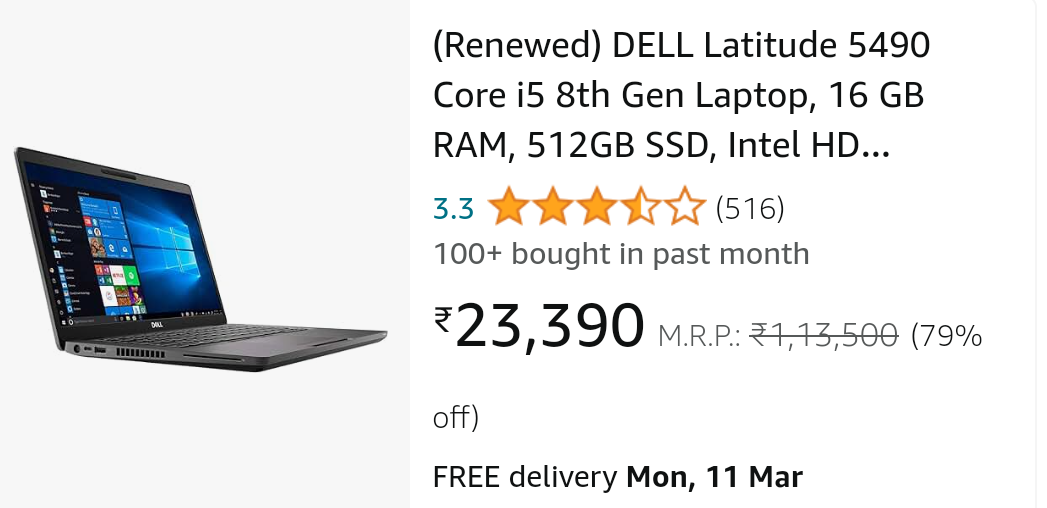 (Renewed) DELL Latitude 5490
Core i5 8th Gen Laptop, 16 GB
RAM, 512GB SSD, Intel HD...
3.3 (516)
100+ bought in past month
₹23,390 M.R.P.: ₹1,13,500 (79%
off)
FREE delivery Mon, 11 Mar
DELL